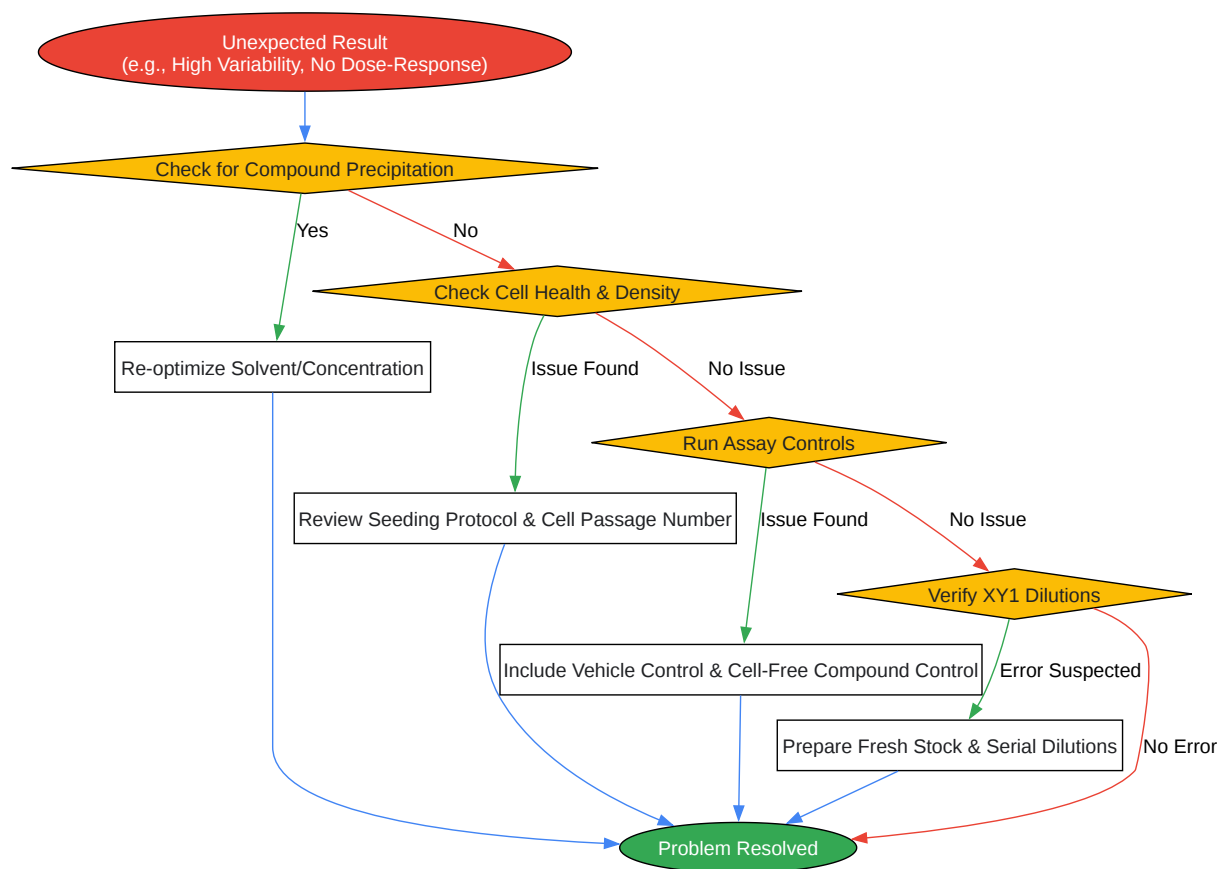 Unexpected Result
(e.g., High Variability, No Dose-Response)
Check for Compound Precipitation
Yes
No
Check Cell Health & Density
Re-optimize Solvent/Concentration
Issue Found
No Issue
Run Assay Controls
Review Seeding Protocol & Cell Passage Number
Issue Found
No Issue
Verify XY1 Dilutions
Include Vehicle Control & Cell-Free Compound Control
Error Suspected
Prepare Fresh Stock & Serial Dilutions
No Error
Problem Resolved